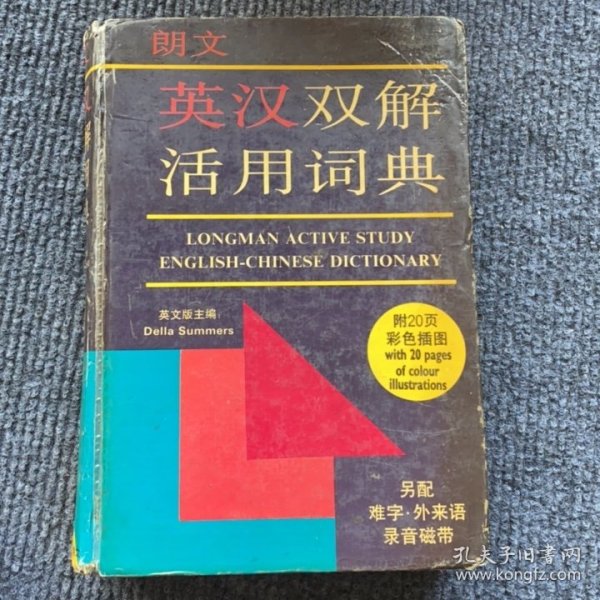 朗文
英汉双解
活用词典
LONGMAN ACTIVE STUDY
ENGLISH-CHINESE DICTIONARY
英文版主编
Della Summers
附20页
彩色插图
with 20 pages
of colour
illustrations
另配
难字·外来语
录音磁带
孔夫子旧书网
www.kongfz.com